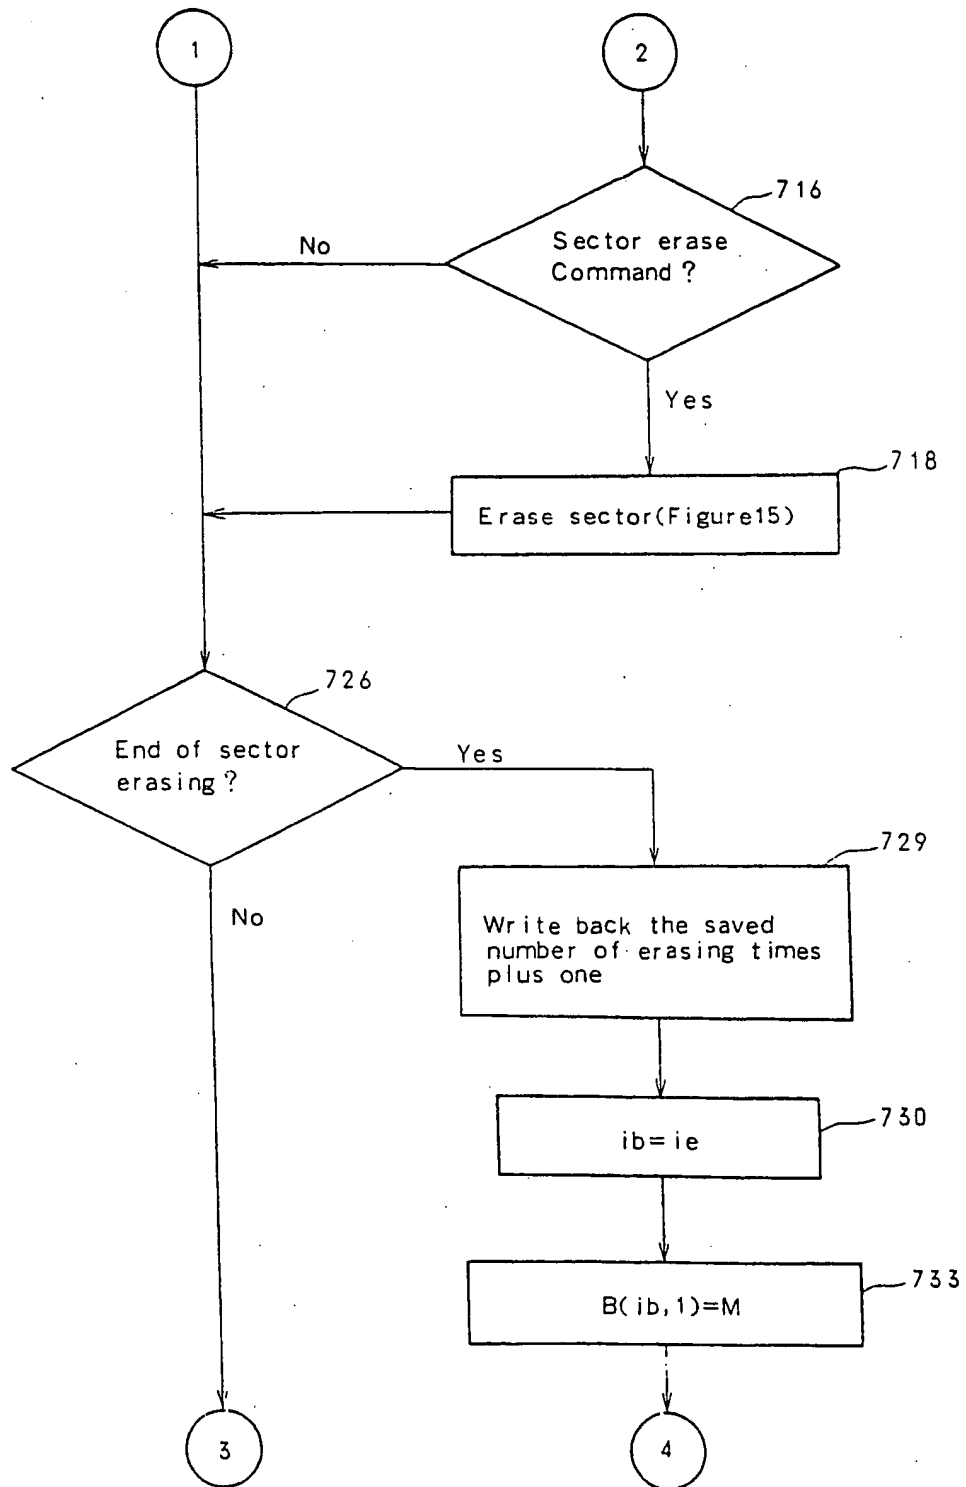 1
2
716
Sector erase
Command?
No
Yes
718
Erase sector(Figure15)
726
End of sector
erasing?
Yes
No
729
Write back the saved
number of erasing times
plus one
730
ib=ie
733
B(ib,1)=M
3
4